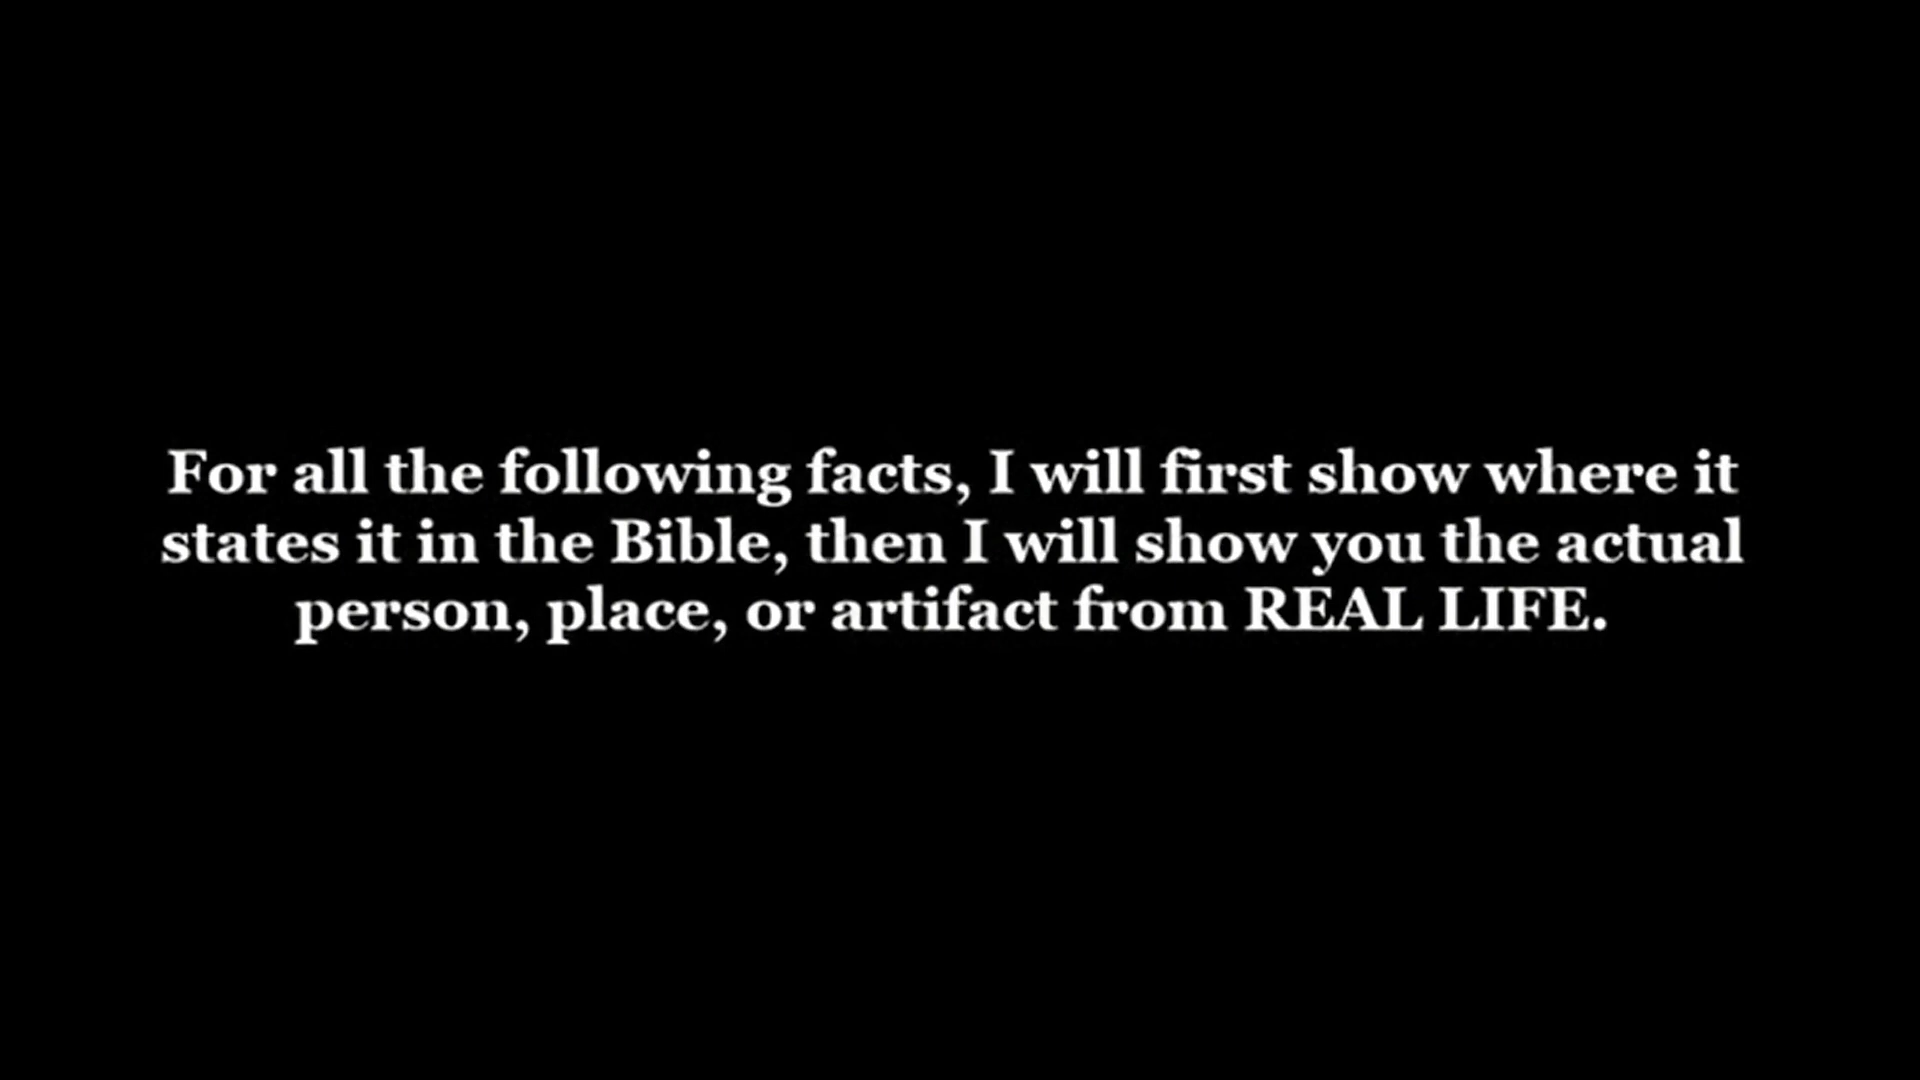 For all the following facts, I will first show where it
states it in the Bible, then I will show you the actual
person, place, or artifact from REAL LIFE.